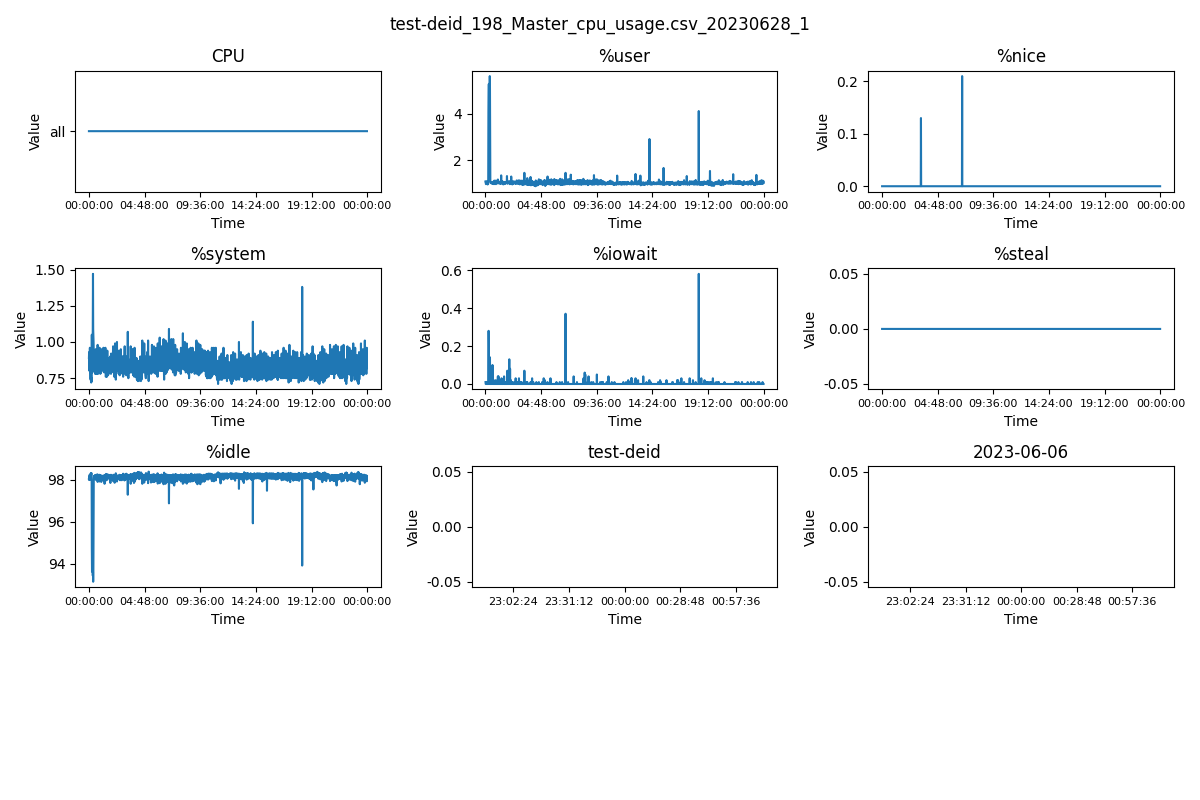 test-deid_198_Master_cpu_usage.csv_20230628_1
CPU
Value
all
00:00:00 04:48:00 09:36:00 14:24:00 19:12:00 00:00:00
Time
%user
Value
4
2
00:00:00 04:48:00 09:36:00 14:24:00 19:12:00 00:00:00
Time
%nice
Value
0.2
0.1
0.0
00:00:00 04:48:00 09:36:00 14:24:00 19:12:00 00:00:00
Time
%system
Value
1.50
1.25
1.00
0.75
00:00:00 04:48:00 09:36:00 14:24:00 19:12:00 00:00:00
Time
%iowait
Value
0.6
0.4
0.2
0.0
00:00:00 04:48:00 09:36:00 14:24:00 19:12:00 00:00:00
Time
%steal
Value
0.05
0.00
-0.05
00:00:00 04:48:00 09:36:00 14:24:00 19:12:00 00:00:00
Time
%idle
Value
98
96
94
00:00:00 04:48:00 09:36:00 14:24:00 19:12:00 00:00:00
Time
test-deid
Value
0.05
0.00
-0.05
23:02:24 23:31:12 00:00:00 00:28:48 00:57:36
Time
2023-06-06
Value
0.05
0.00
-0.05
23:02:24 23:31:12 00:00:00 00:28:48 00:57:36
Time